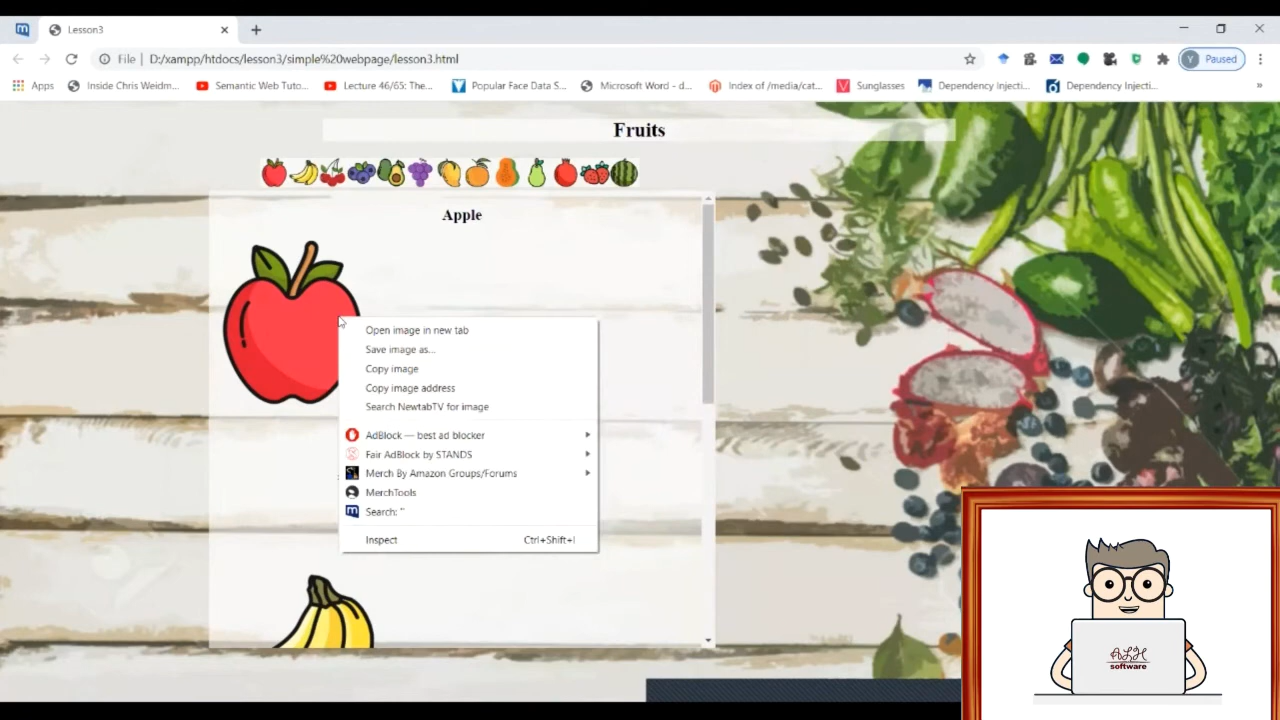 Lesson3
File
D:/xampp/htdocs/lesson3/simple%20webpage/lesson3.html
Y Paused
Apps
Inside Chris Weidm...
Semantic Web Tuto...
Lecture 46/65: The...
Popular Face Data S...
Microsoft Word - d...
Index of /media/cat...
Sunglasses
Dependency Injecti...
Dependency Injecti...
»
Fruits
Apple
Open image in new tab
Save image as...
Copy image
Copy image address
Search NewtabTV for image
AdBlock — best ad blocker
Fair AdBlock by STANDS
Merch By Amazon Groups/Forums
MerchTools
Search: ''
Inspect Ctrl+Shift+I
software